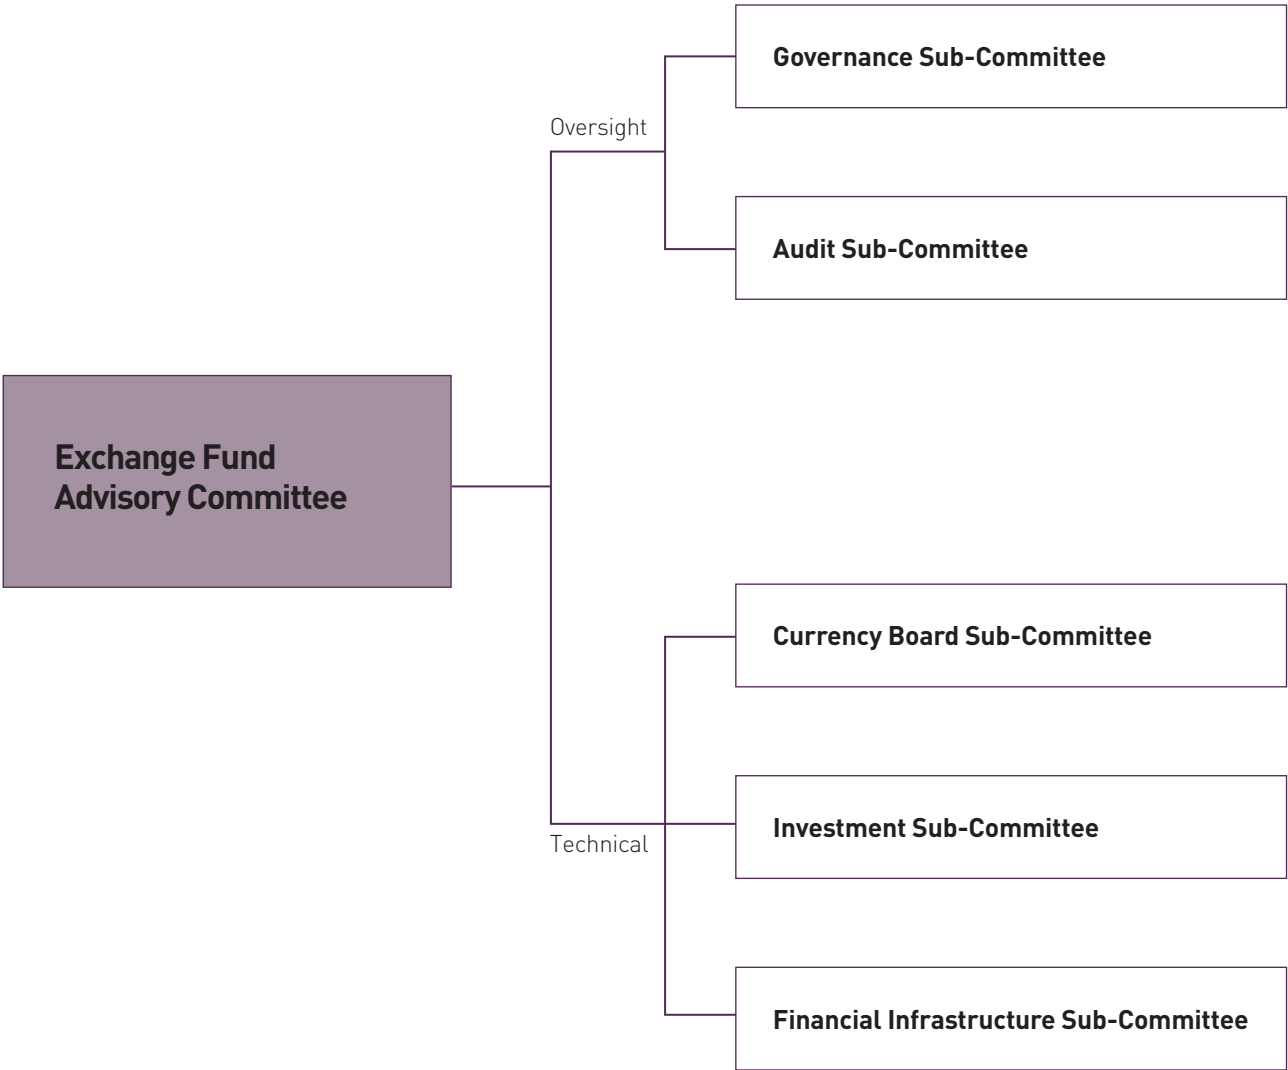 Governance Sub-Committee
Oversight
Audit Sub-Committee
Exchange Fund
Advisory Committee
Currency Board Sub-Committee
Investment Sub-Committee
Technical
Financial Infrastructure Sub-Committee